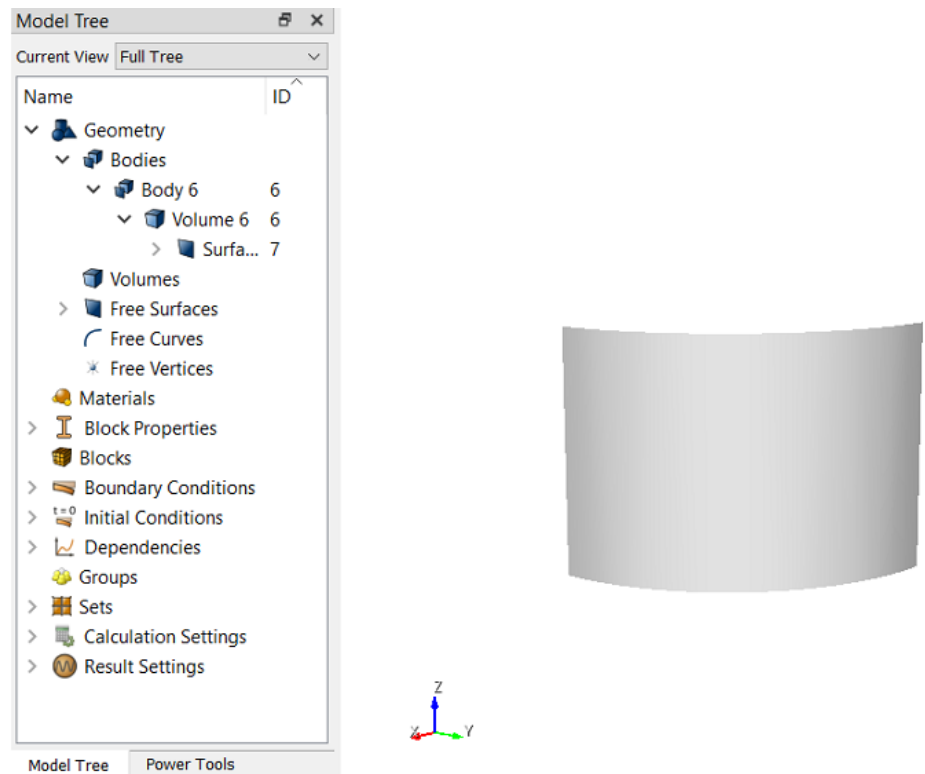 Model Tree
Current View Full Tree
Name ID
Geometry
Bodies
Body 6 6
Volume 6 6
Surfa... 7
Volumes
Free Surfaces
Free Curves
Free Vertices
Materials
Block Properties
Blocks
Boundary Conditions
t=0 Initial Conditions
Dependencies
Groups
Sets
Calculation Settings
Result Settings
Model Tree Power Tools
Z
X Y